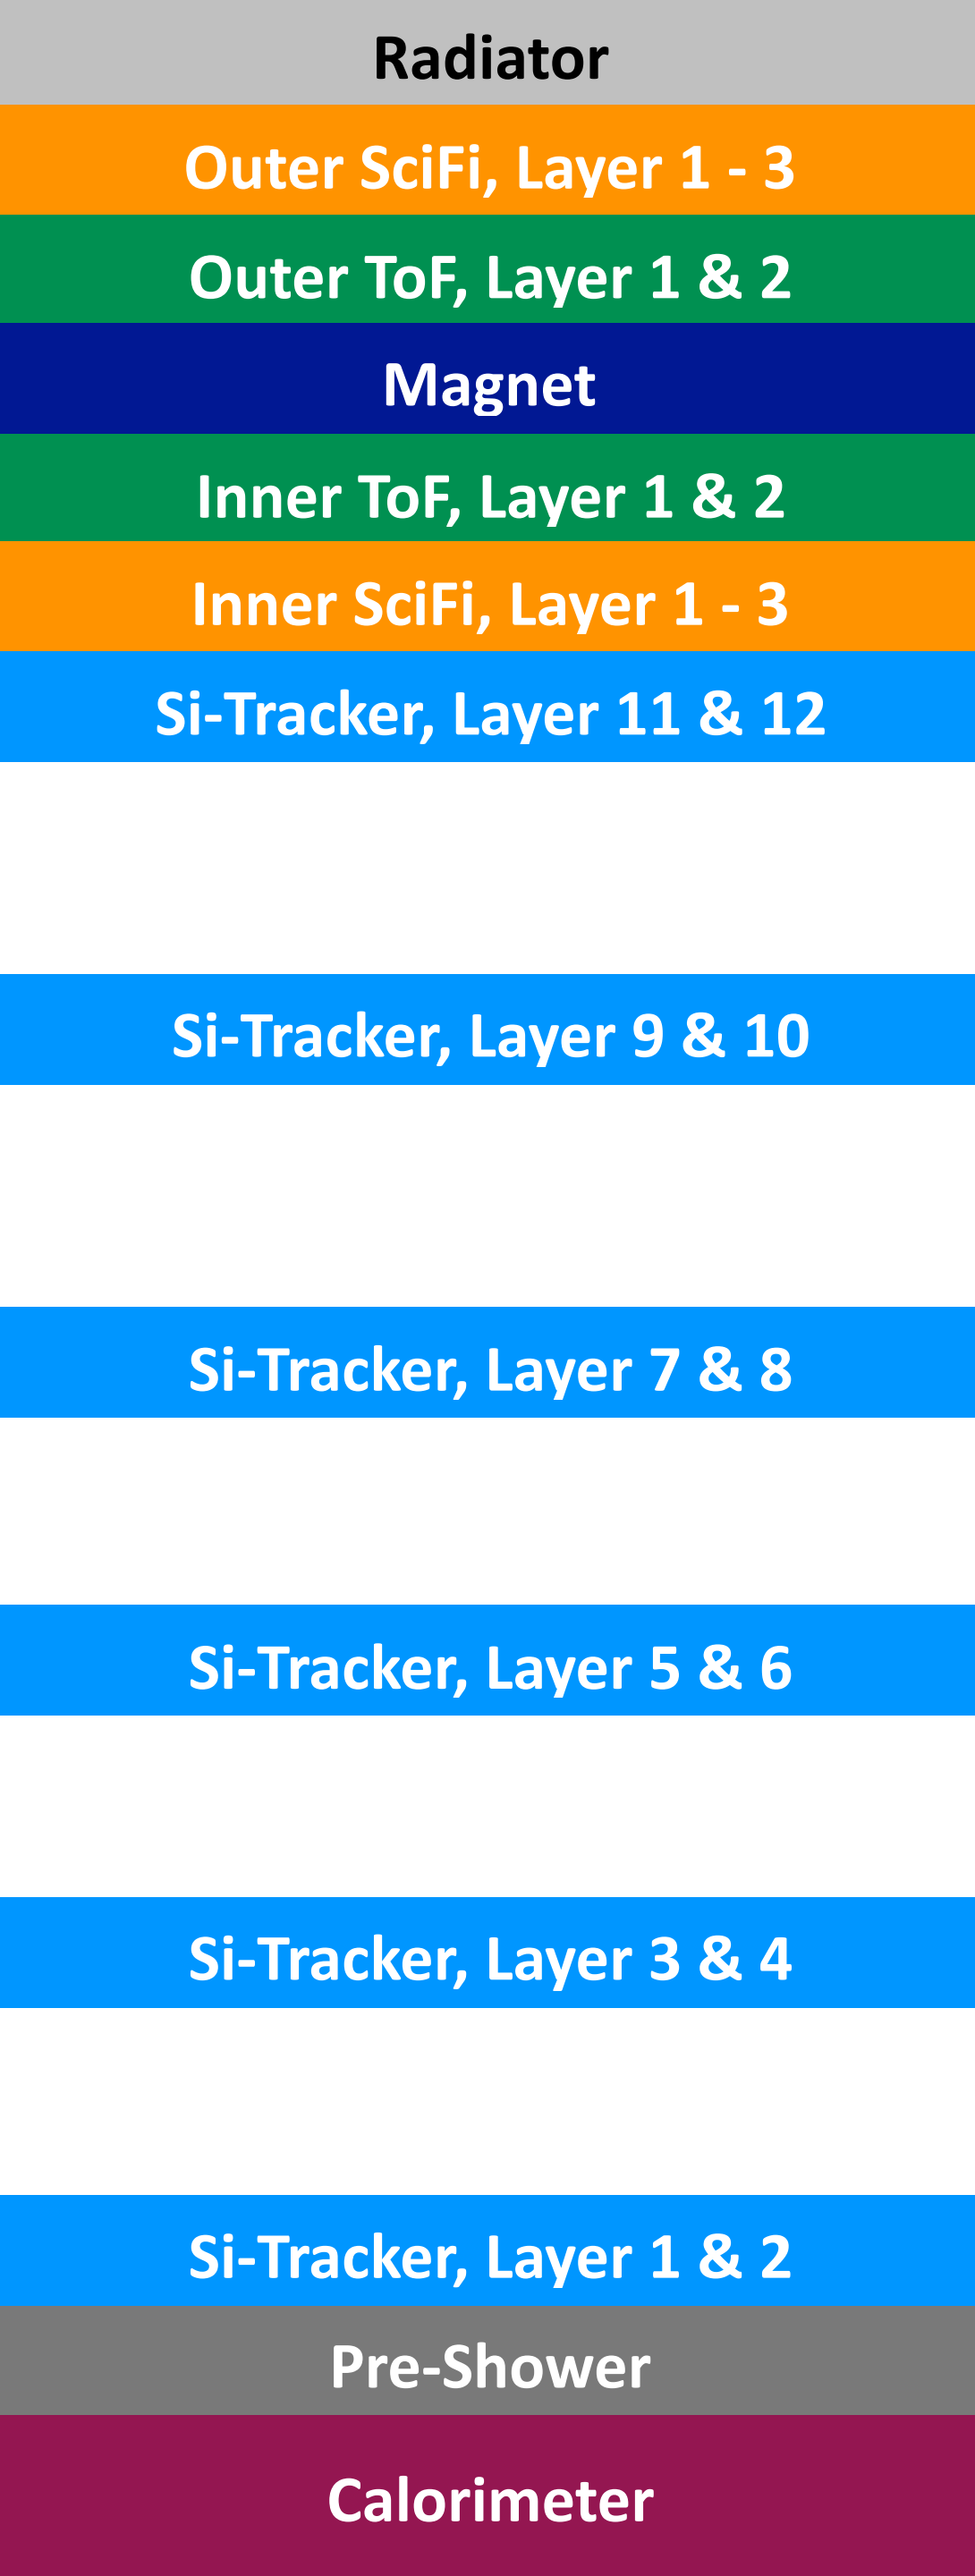 Radiator
Outer SciFi, Layer 1 - 3
Outer ToF, Layer 1 & 2
Magnet
Inner ToF, Layer 1 & 2
Inner SciFi, Layer 1 - 3
Si-Tracker, Layer 11 & 12
Si-Tracker, Layer 9 & 10
Si-Tracker, Layer 7 & 8
Si-Tracker, Layer 5 & 6
Si-Tracker, Layer 3 & 4
Si-Tracker, Layer 1 & 2
Pre-Shower
Calorimeter